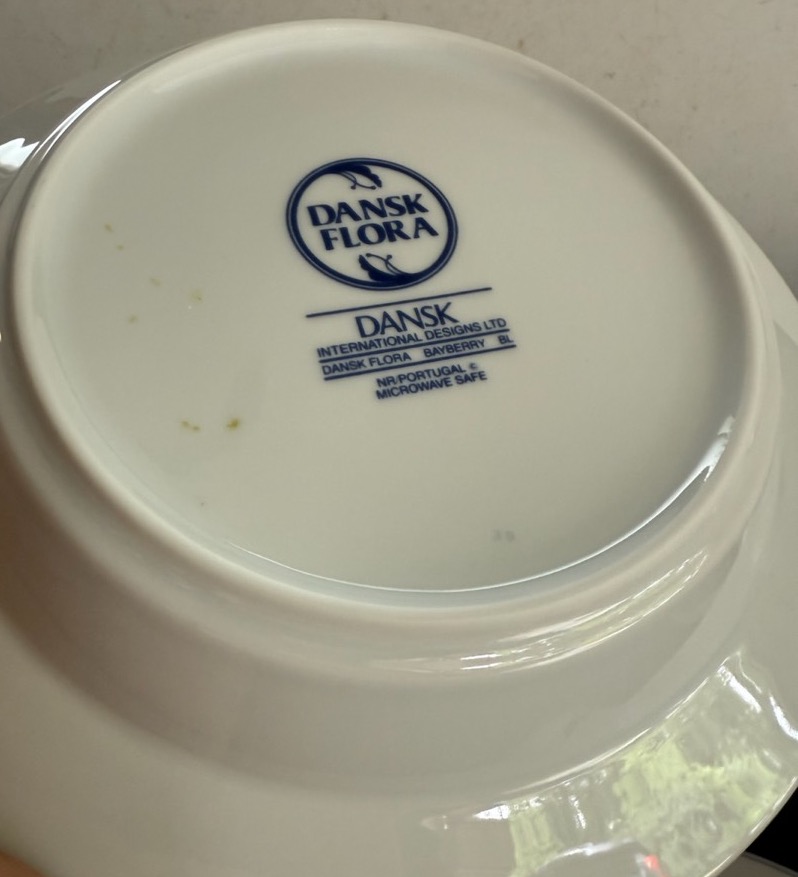 DANSK
FLORA
DANSK
INTERNATIONAL DESIGNS LTD
DANSK FLORA BAYBERRY BL
NR/PORTUGAL ©
MICROWAVE SAFE